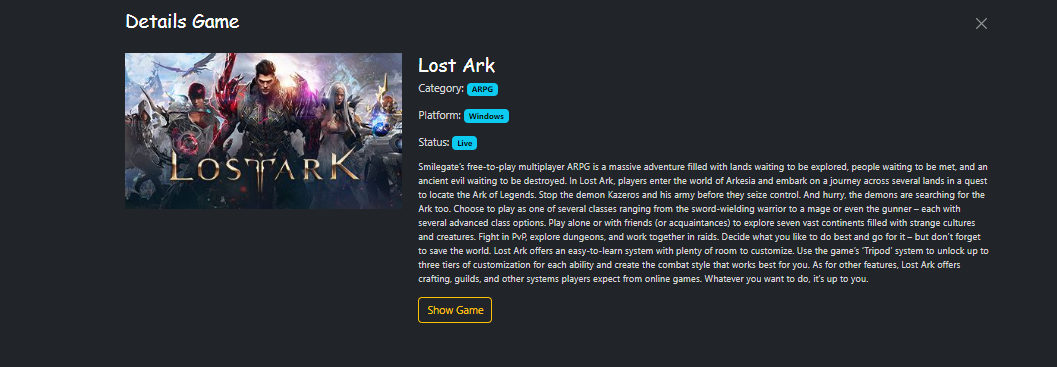 Details Game
LOST ARK
Lost Ark
Category: ARPG
Platform: Windows
Status: Live
Smilegate's free-to-play multiplayer ARPG is a massive adventure filled with lands waiting to be explored, people waiting to be met, and an
ancient evil waiting to be destroyed. In Lost Ark, players enter the world of Arkesia and embark on a journey across several lands in a quest
to locate the Ark of Legends. Stop the demon Kazeros and his army before they seize control. And hurry, the demons are searching for the
Ark too. Choose to play as one of several classes ranging from the sword-wielding warrior to a mage or even the gunner – each with
several advanced class options. Play alone or with friends (or acquaintances) to explore seven vast continents filled with strange cultures
and creatures. Fight in PvP, explore dungeons, and work together in raids. Decide what you like to do best and go for it – but don't forget
to save the world. Lost Ark offers an easy-to-learn system with plenty of room to customize. Use the game's 'Tripod' system to unlock up to
three tiers of customization for each ability and create the combat style that works best for you. As for other features, Lost Ark offers
crafting, guilds, and other systems players expect from online games. Whatever you want to do, it's up to you.
Show Game